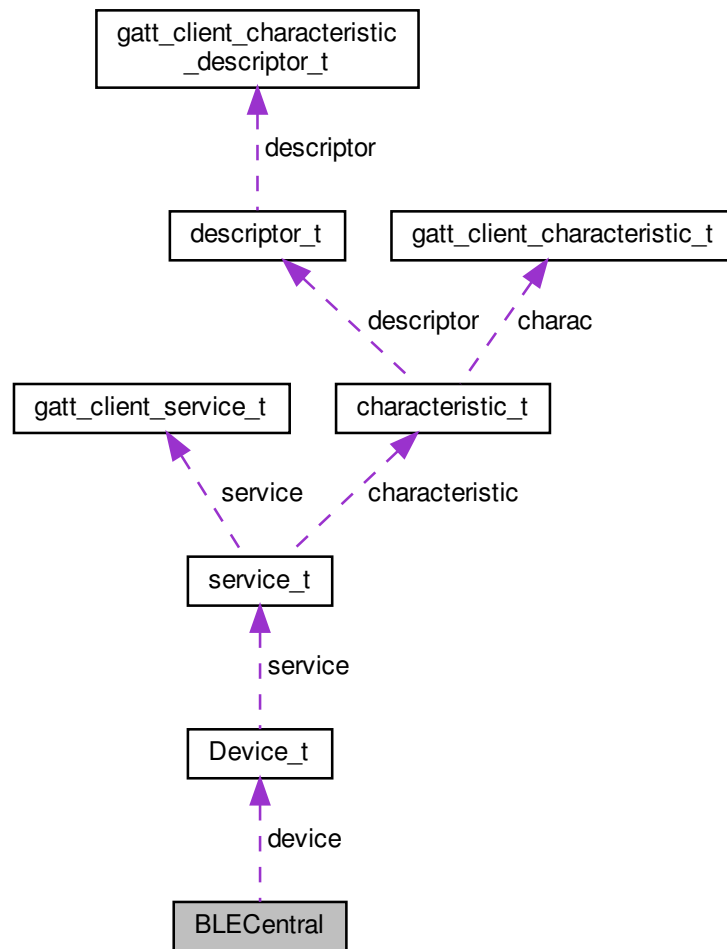 gatt_client_characteristic
_descriptor_t
descriptor
descriptor_t
gatt_client_characteristic_t
descriptor
charac
gatt_client_service_t
characteristic_t
service
characteristic
service_t
service
Device_t
device
BLECentral